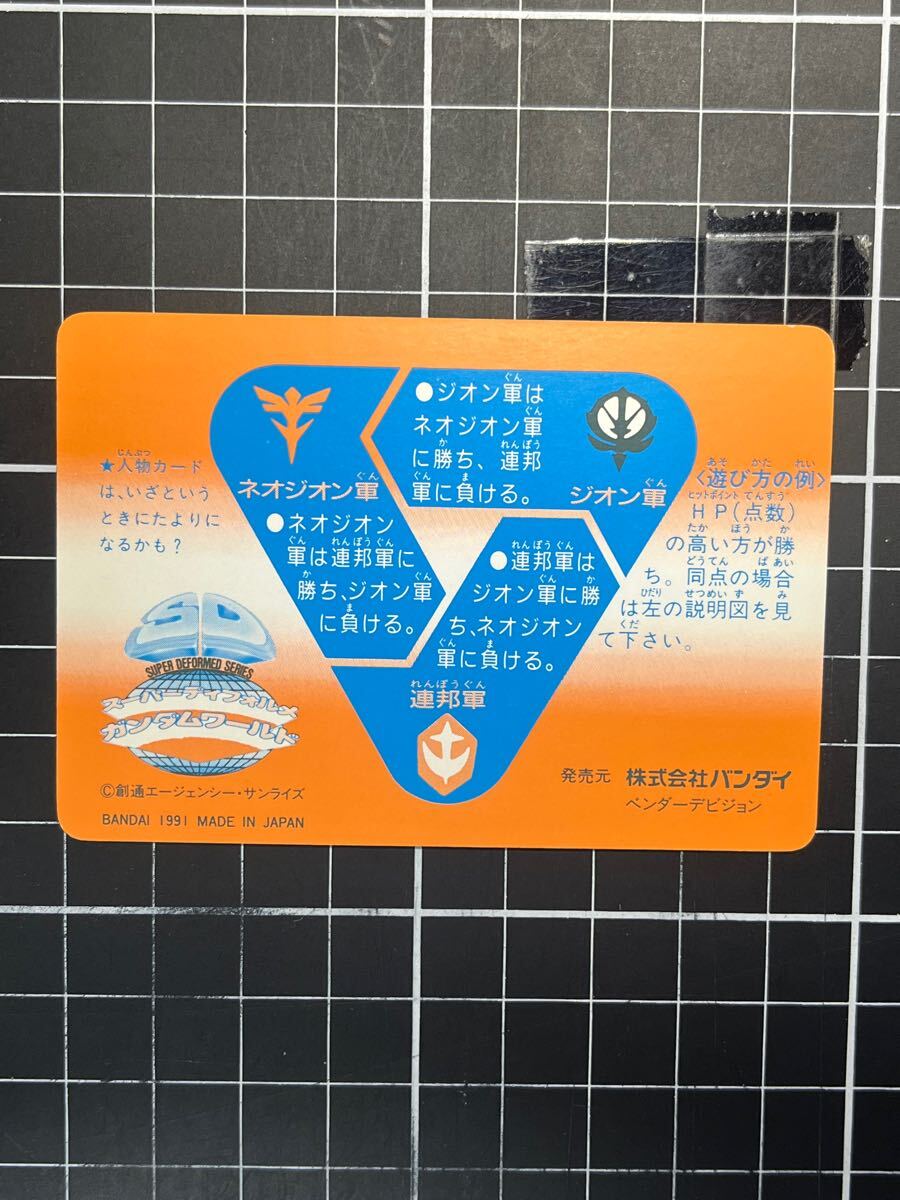 ●ジオン軍は
ネオジオン軍
に勝ち、連邦
軍に負ける。
ネオジオン軍
ジオン軍
●ネオジオン
軍は連邦軍に
勝ち、ジオン軍
に負ける。
●連邦軍は
ジオン軍に勝
ち、ネオジオン
軍に負ける。
連邦軍
★人物カード
は、いざという
ときにたよりに
なるかも？
〈遊び方の例〉
HP(点数)
の高い方が勝
ち。同点の場合
は左の説明図を見
て下さい。
SD
SUPER DEFORMED SERIES
スーパーディフォルメ
ガンダムワールド
©創通エージェンシー・サンライズ
BANDAI 1991 MADE IN JAPAN
発売元 株式会社バンダイ
ベンダーデビジョン